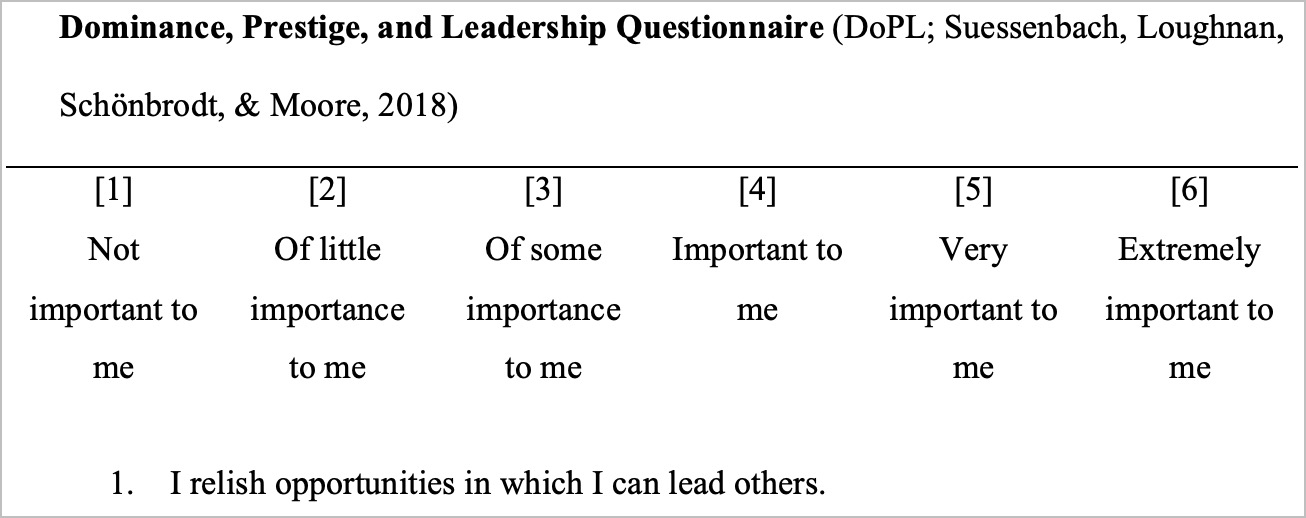 Dominance, Prestige, and Leadership Questionnaire (DoPL; Suessenbach, Loughnan,
Schönbrodt, & Moore, 2018)
[1] [2] [3] [4] [5] [6]
Not Of little Of some Important to Very Extremely
important to importance importance me important to important to
me to me to me me me
1. I relish opportunities in which I can lead others.